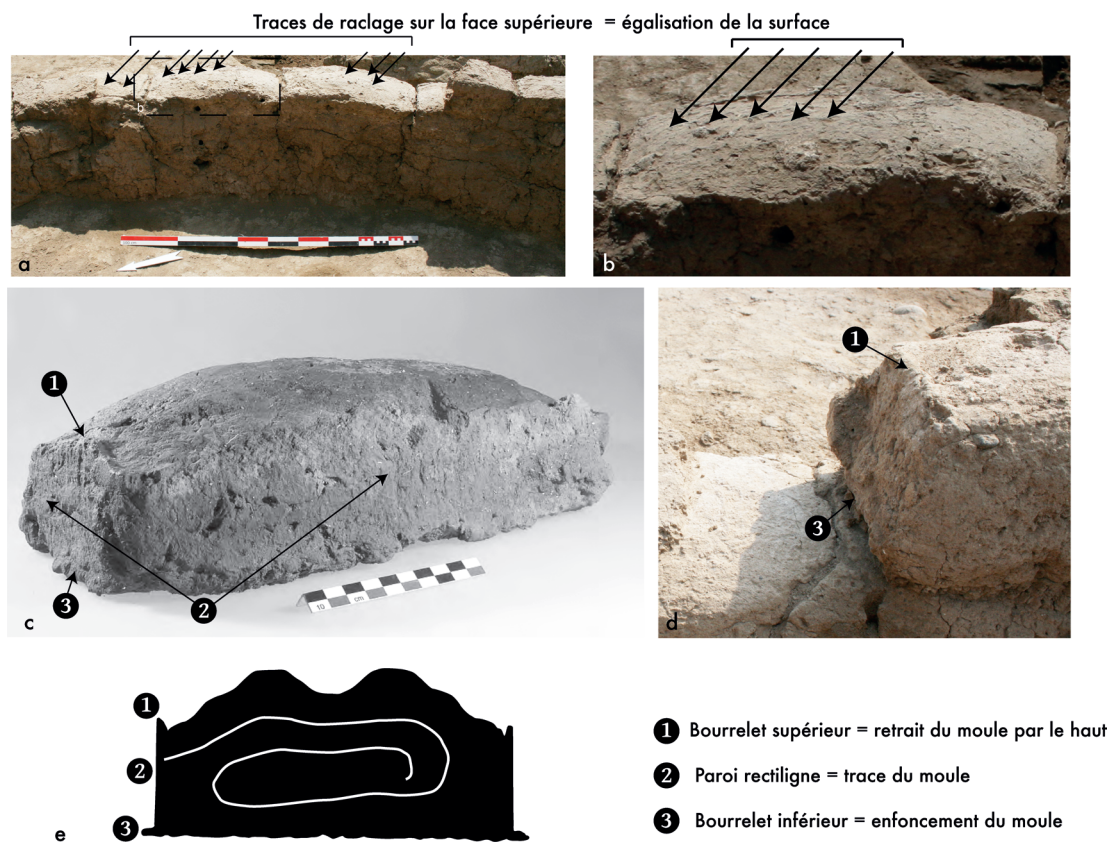 Traces de raclage sur la face supérieure = égalisation de la surface
b
a
b
1
2
3
10 cm
c
1
3
d
1
2
3
e
1 Bourrelet supérieur = retrait du moule par le haut
2 Paroi rectiligne = trace du moule
3 Bourrelet inférieur = enfoncement du moule